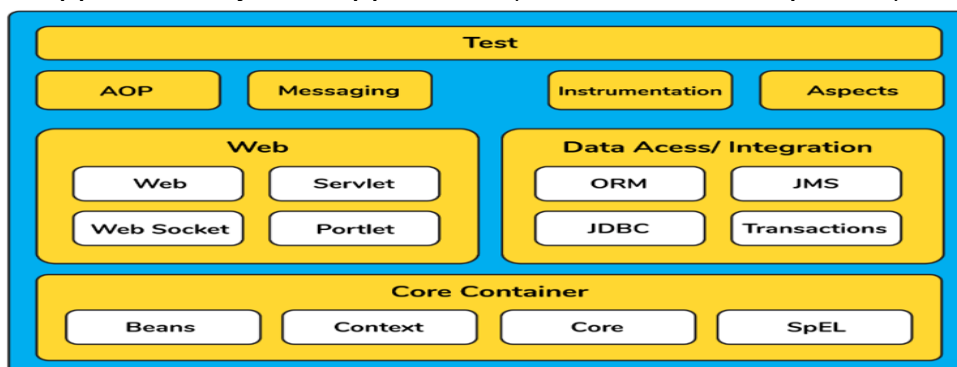 Test
AOP Messaging Instrumentation Aspects
Web
Web Servlet
Web Socket Portlet
Data Acess/ Integration
ORM JMS
JDBC Transactions
Core Container
Beans Context Core SpEL